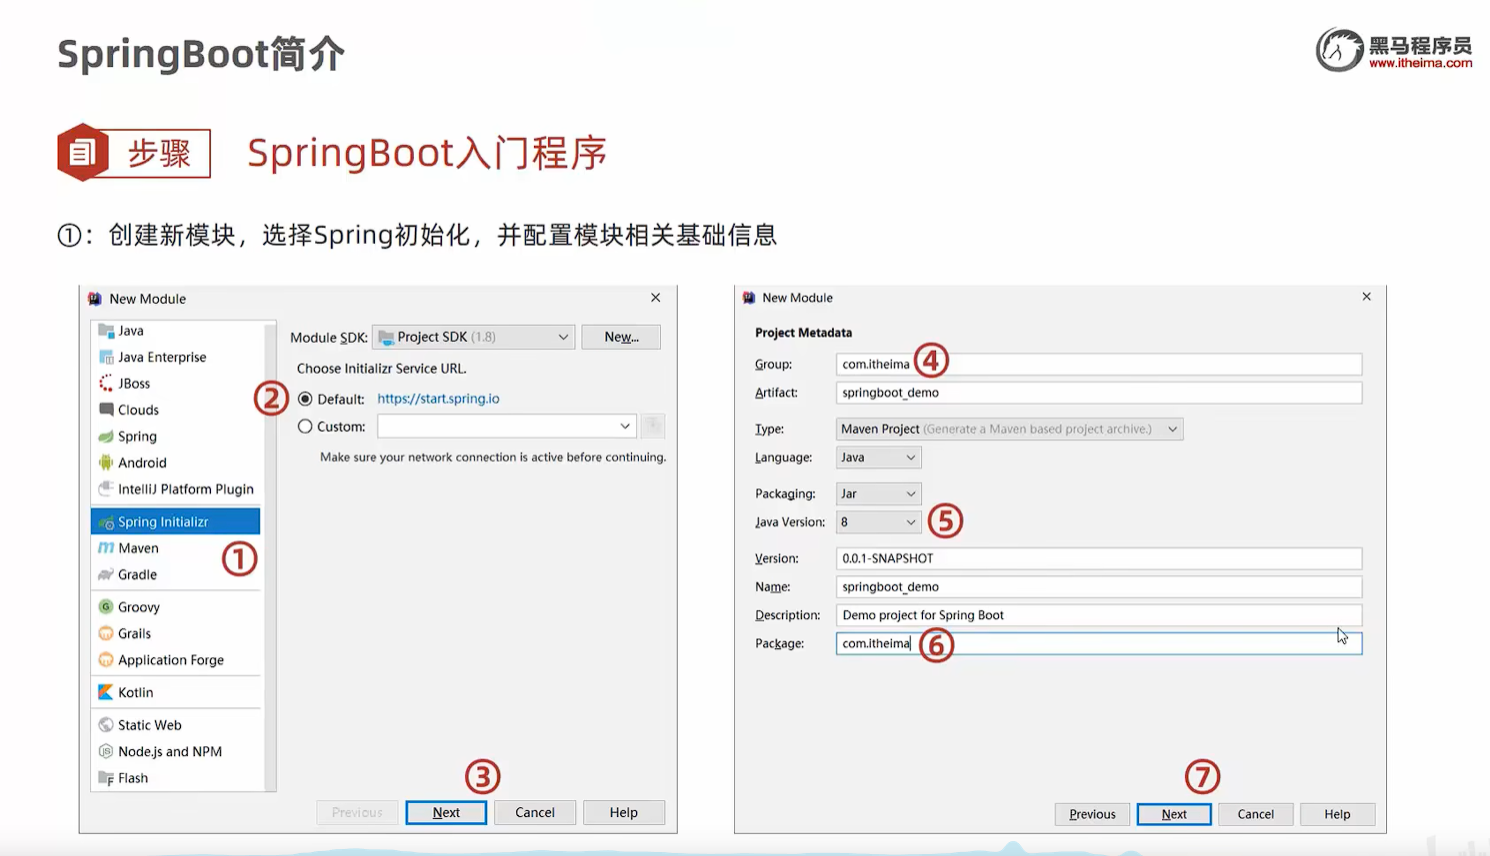 SpringBoot简介
黑马程序员
www.itheima.com
步骤
SpringBoot入门程序
①：创建新模块，选择Spring初始化，并配置模块相关基础信息
New Module
Java
Java Enterprise
JBoss
Clouds
Spring
Android
IntelliJ Platform Plugin
Spring Initializr
Maven
①
Gradle
Groovy
Grails
Application Forge
Kotlin
Static Web
Node.js and NPM
Flash
Module SDK: Project SDK (1.8) New...
Choose Initializr Service URL.
② Default: https://start.spring.io
Custom:
Make sure your network connection is active before continuing.
③
Previous Next Cancel Help
New Module
Project Metadata
Group: com.itheima ④
Artifact: springboot_demo
Type: Maven Project (Generate a Maven based project archive.)
Language: Java
Packaging: Jar
Java Version: 8 ⑤
Version: 0.0.1-SNAPSHOT
Name: springboot_demo
Description: Demo project for Spring Boot
Package: com.itheima ⑥
⑦
Previous Next Cancel Help